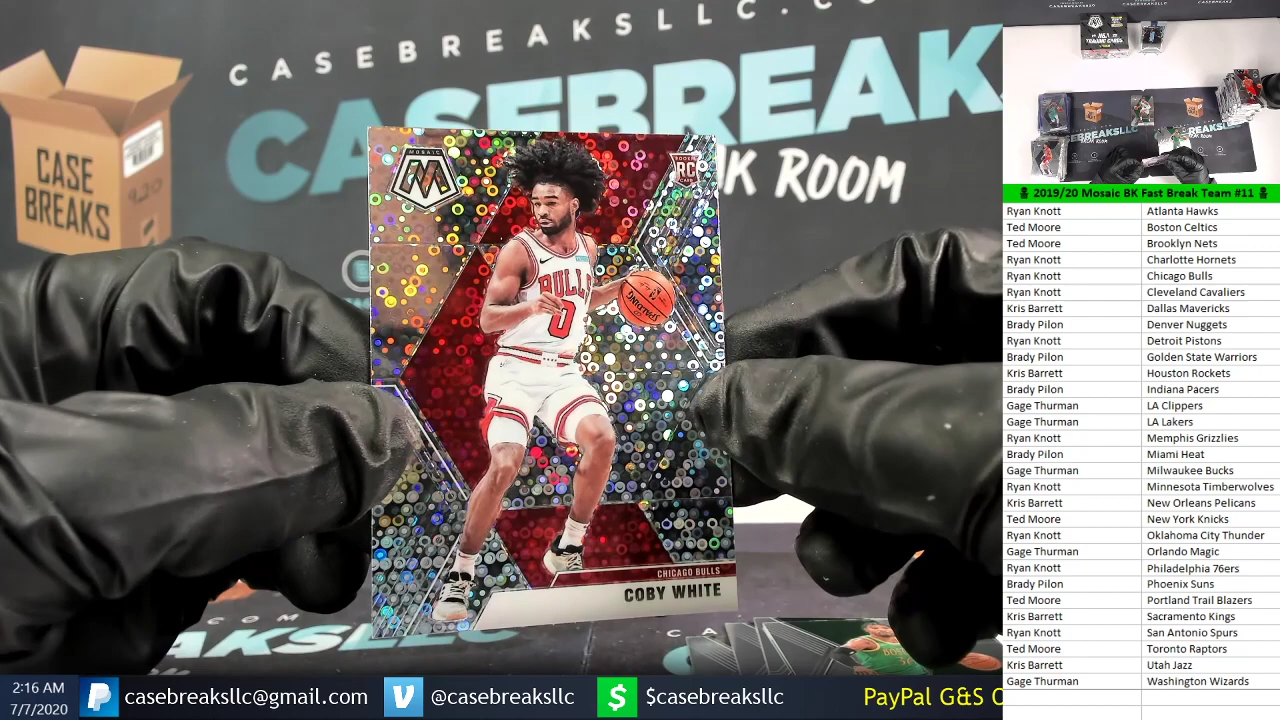 CASEBREAKSLLC.CO
CASEBREAK
K ROOM
CASE
BREAKS
920
MOSAIC
M
ROOKIE
RC
CARD
BULLS
0
SPALDING
CHICAGO BULLS
COBY WHITE
2019/20 Mosaic BK Fast Break Team #11
Ryan Knott Atlanta Hawks
Ted Moore Boston Celtics
Ted Moore Brooklyn Nets
Ryan Knott Charlotte Hornets
Ryan Knott Chicago Bulls
Ryan Knott Cleveland Cavaliers
Kris Barrett Dallas Mavericks
Brady Pilon Denver Nuggets
Ryan Knott Detroit Pistons
Brady Pilon Golden State Warriors
Kris Barrett Houston Rockets
Brady Pilon Indiana Pacers
Gage Thurman LA Clippers
Gage Thurman LA Lakers
Ryan Knott Memphis Grizzlies
Brady Pilon Miami Heat
Gage Thurman Milwaukee Bucks
Ryan Knott Minnesota Timberwolves
Kris Barrett New Orleans Pelicans
Ted Moore New York Knicks
Ryan Knott Oklahoma City Thunder
Gage Thurman Orlando Magic
Ryan Knott Philadelphia 76ers
Brady Pilon Phoenix Suns
Ted Moore Portland Trail Blazers
Kris Barrett Sacramento Kings
Ryan Knott San Antonio Spurs
Ted Moore Toronto Raptors
Kris Barrett Utah Jazz
Gage Thurman Washington Wizards
AKSLLC
2:16 AM
7/7/2020
casebreaksllc@gmail.com
@casebreaksllc
$casebreaksllc
PayPal G&S